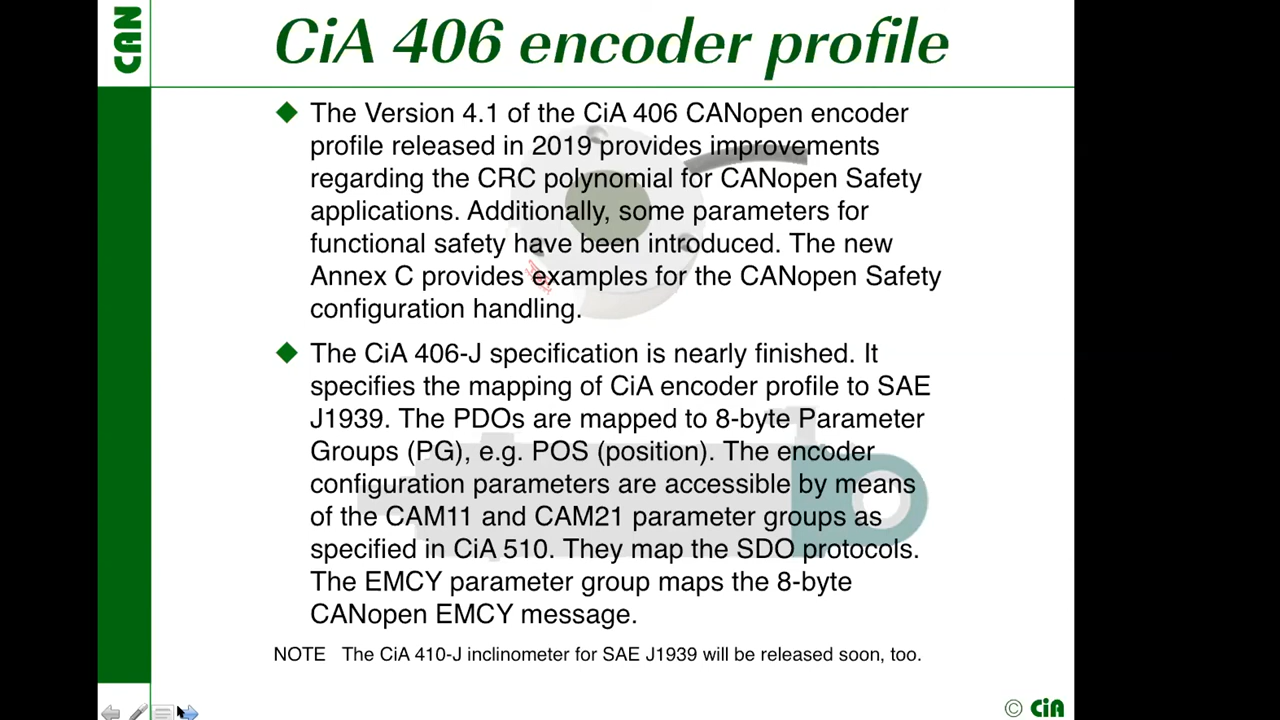 CAN
CiA 406 encoder profile
The Version 4.1 of the CiA 406 CANopen encoder
profile released in 2019 provides improvements
regarding the CRC polynomial for CANopen Safety
applications. Additionally, some parameters for
functional safety have been introduced. The new
Annex C provides examples for the CANopen Safety
configuration handling.
The CiA 406-J specification is nearly finished. It
specifies the mapping of CiA encoder profile to SAE
J1939. The PDOs are mapped to 8-byte Parameter
Groups (PG), e.g. POS (position). The encoder
configuration parameters are accessible by means
of the CAM11 and CAM21 parameter groups as
specified in CiA 510. They map the SDO protocols.
The EMCY parameter group maps the 8-byte
CANopen EMCY message.
NOTE The CiA 410-J inclinometer for SAE J1939 will be released soon, too.
© CiA